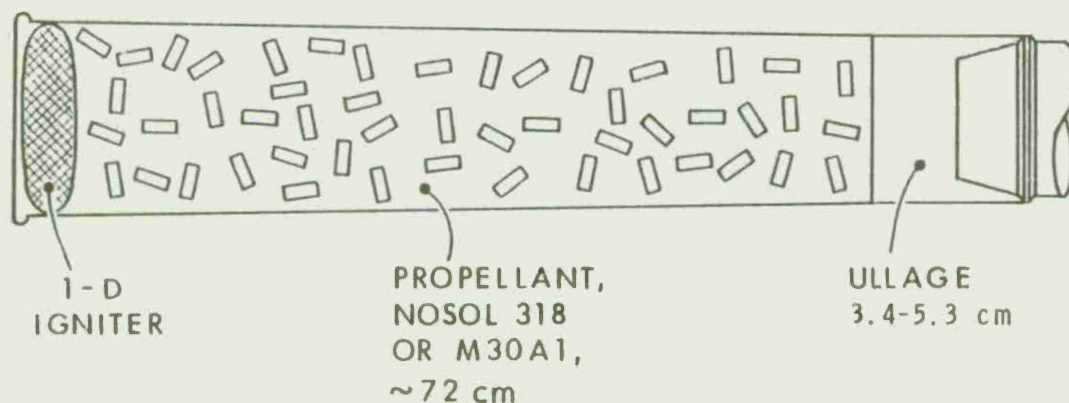 1-D
IGNITER
PROPELLANT,
NOSOL 318
OR M30A1,
~72 cm
ULLAGE
3.4-5.3 cm